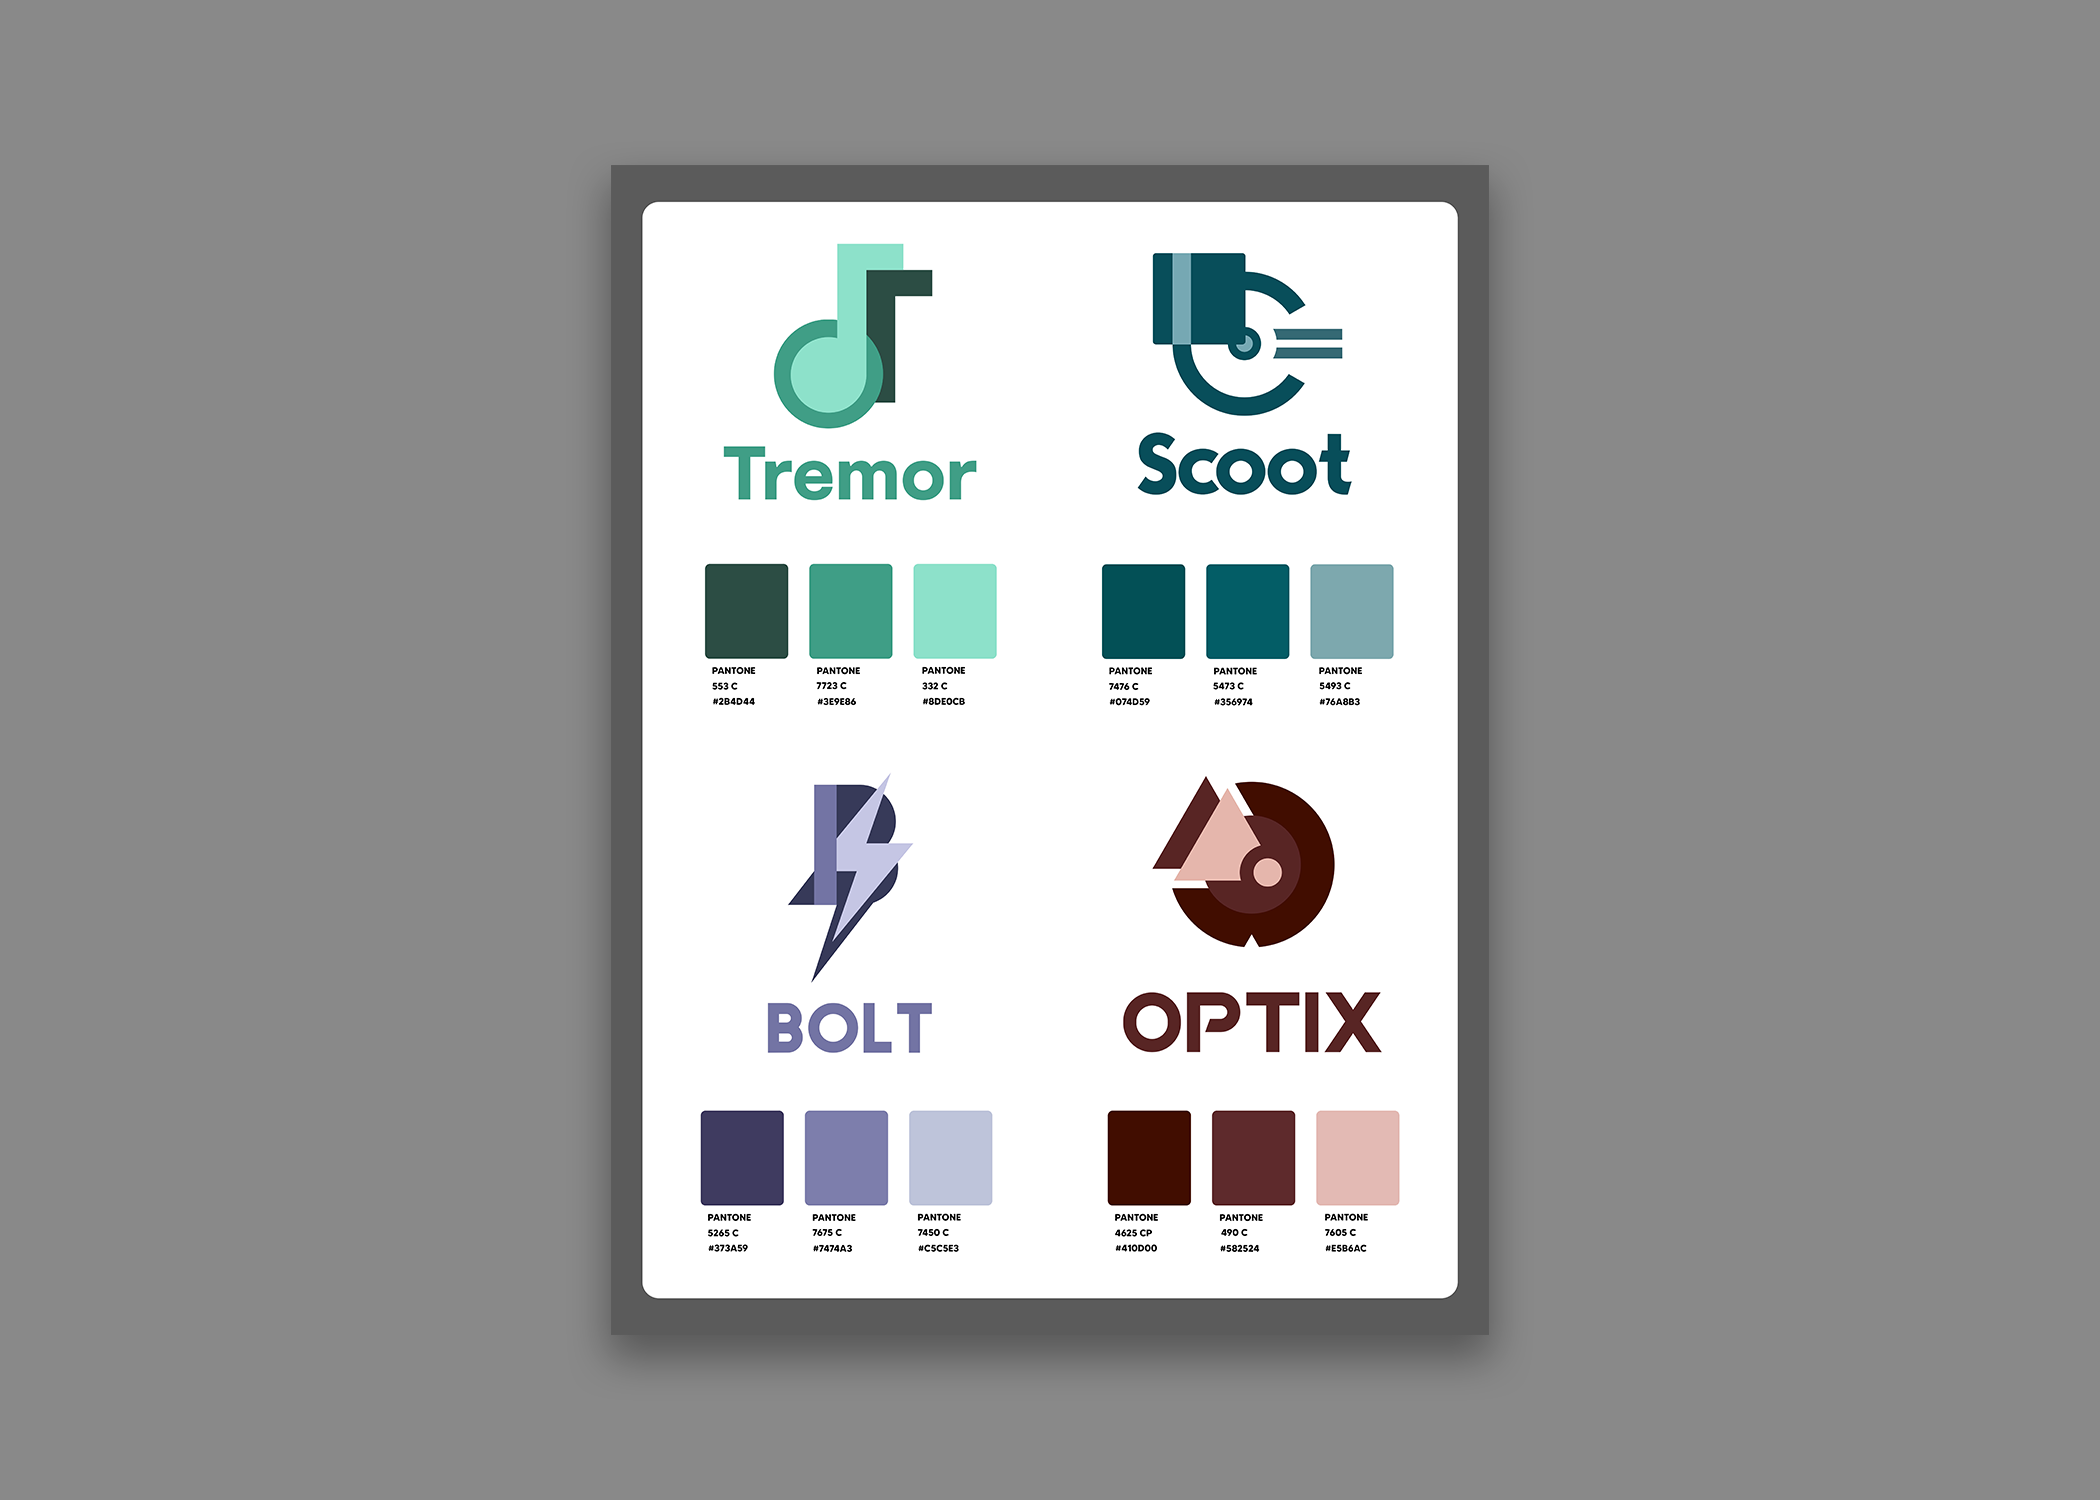 Tremor
PANTONE
553 C
#2B4D44
PANTONE
7723 C
#3E9E86
PANTONE
332 C
#8DE0CB
Scoot
PANTONE
7476 C
#074D59
PANTONE
5473 C
#356974
PANTONE
5493 C
#76A8B3
BOLT
PANTONE
5265 C
#373A59
PANTONE
7675 C
#7474A3
PANTONE
7450 C
#C5C5E3
OPTIX
PANTONE
4625 CP
#410D00
PANTONE
490 C
#582524
PANTONE
7605 C
#E5B6AC